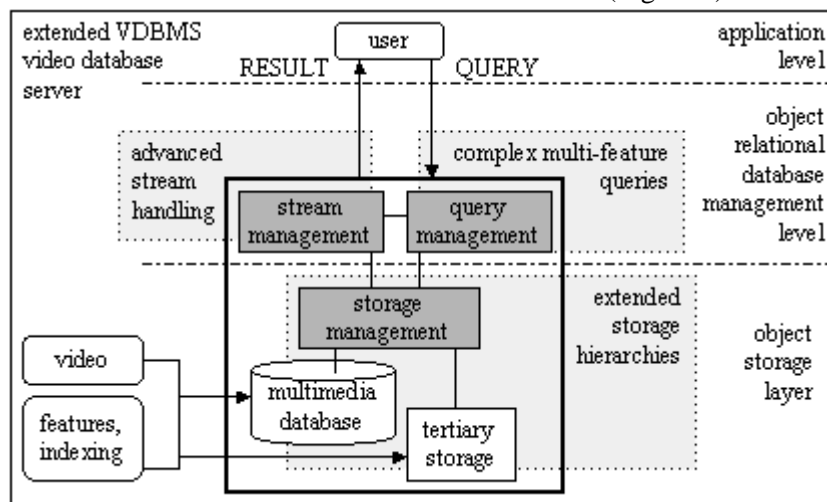 extended VDBMS
video database
server
user
application
level
RESULT
QUERY
object
relational
database
management
level
advanced
stream
handling
complex multi-feature
queries
stream
management
query
management
storage
management
extended
storage
hierarchies
object
storage
layer
video
features,
indexing
multimedia
database
tertiary
storage